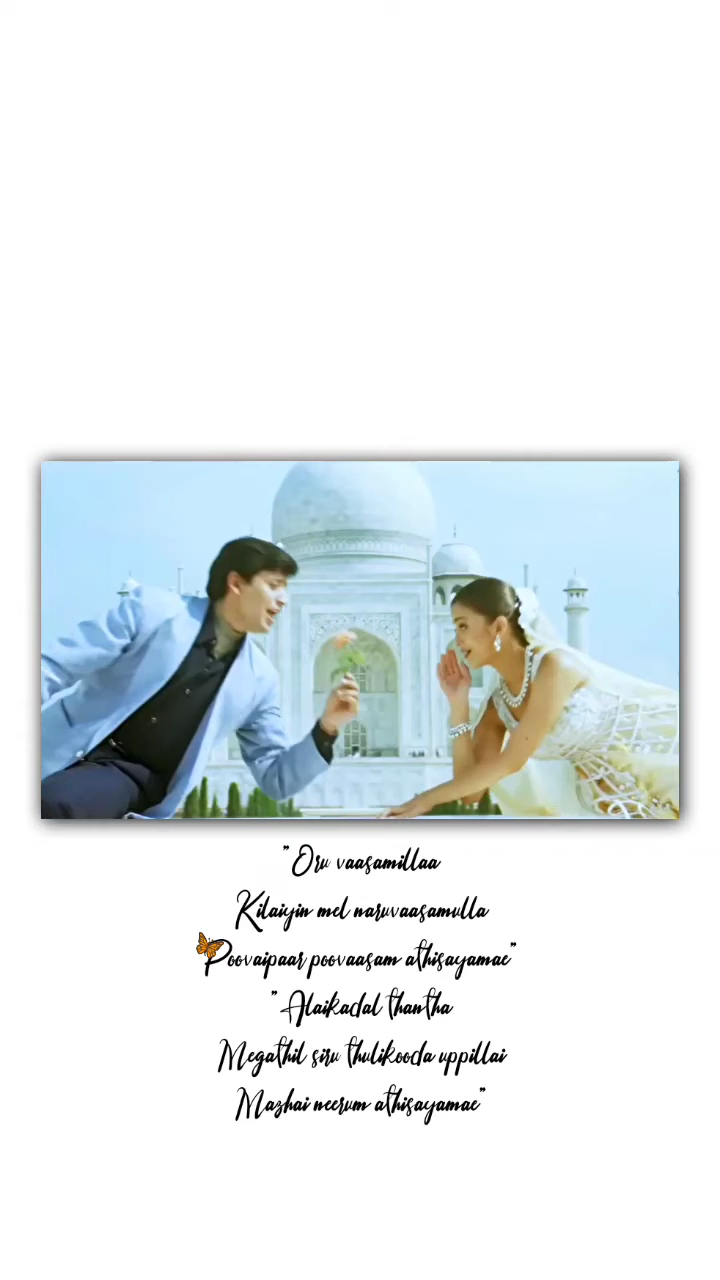 "Oru vaasamillaa
Kilaiyin mel naruvaasamulla
Poovaipaar poovaasam athisayamae"
"Alaikadal thantha
Megathil siru thulikooda uppillai
Mazhai neerum athisayamae"